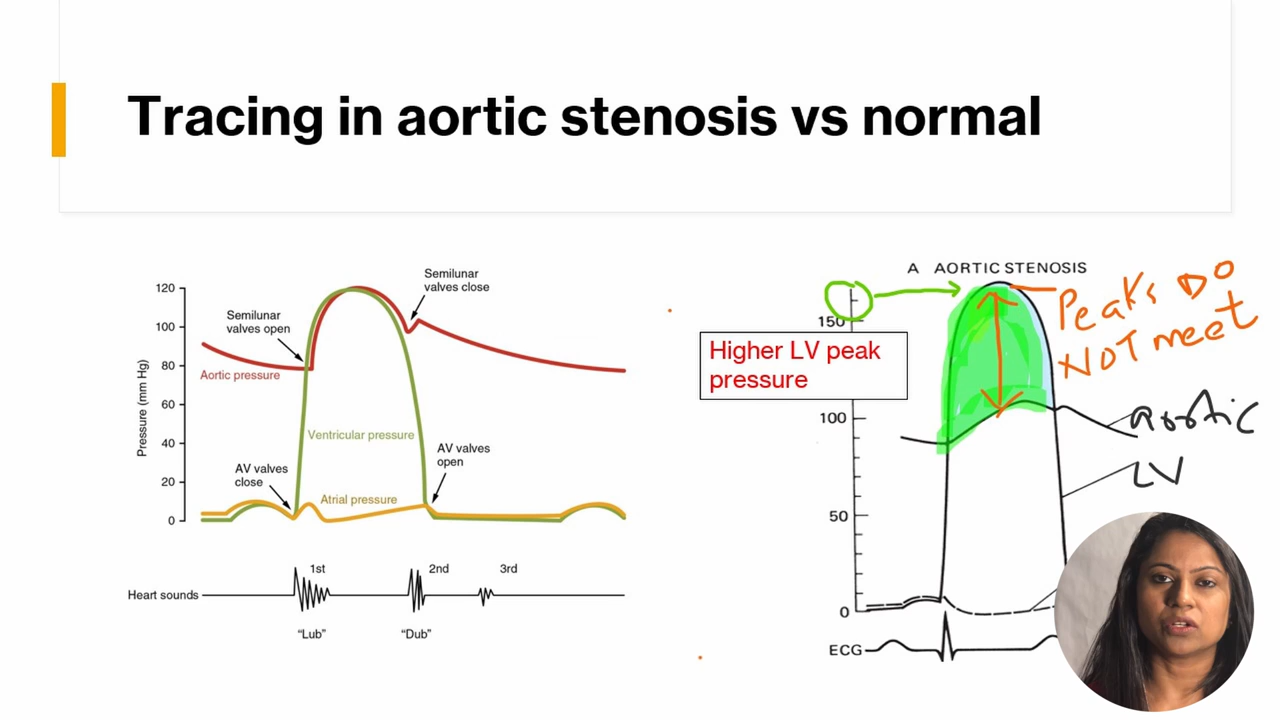 Tracing in aortic stenosis vs normal
120
100
80
60
40
20
0
Pressure (mm Hg)
Semilunar
valves open
Semilunar
valves close
Aortic pressure
Ventricular pressure
AV valves
close
Atrial pressure
AV valves
open
1st
2nd
3rd
Heart sounds
“Lub”
“Dub”
A AORTIC STENOSIS
150
100
50
0
Higher LV peak
pressure
Peaks DO
NOT meet
aortic
LV
ECG